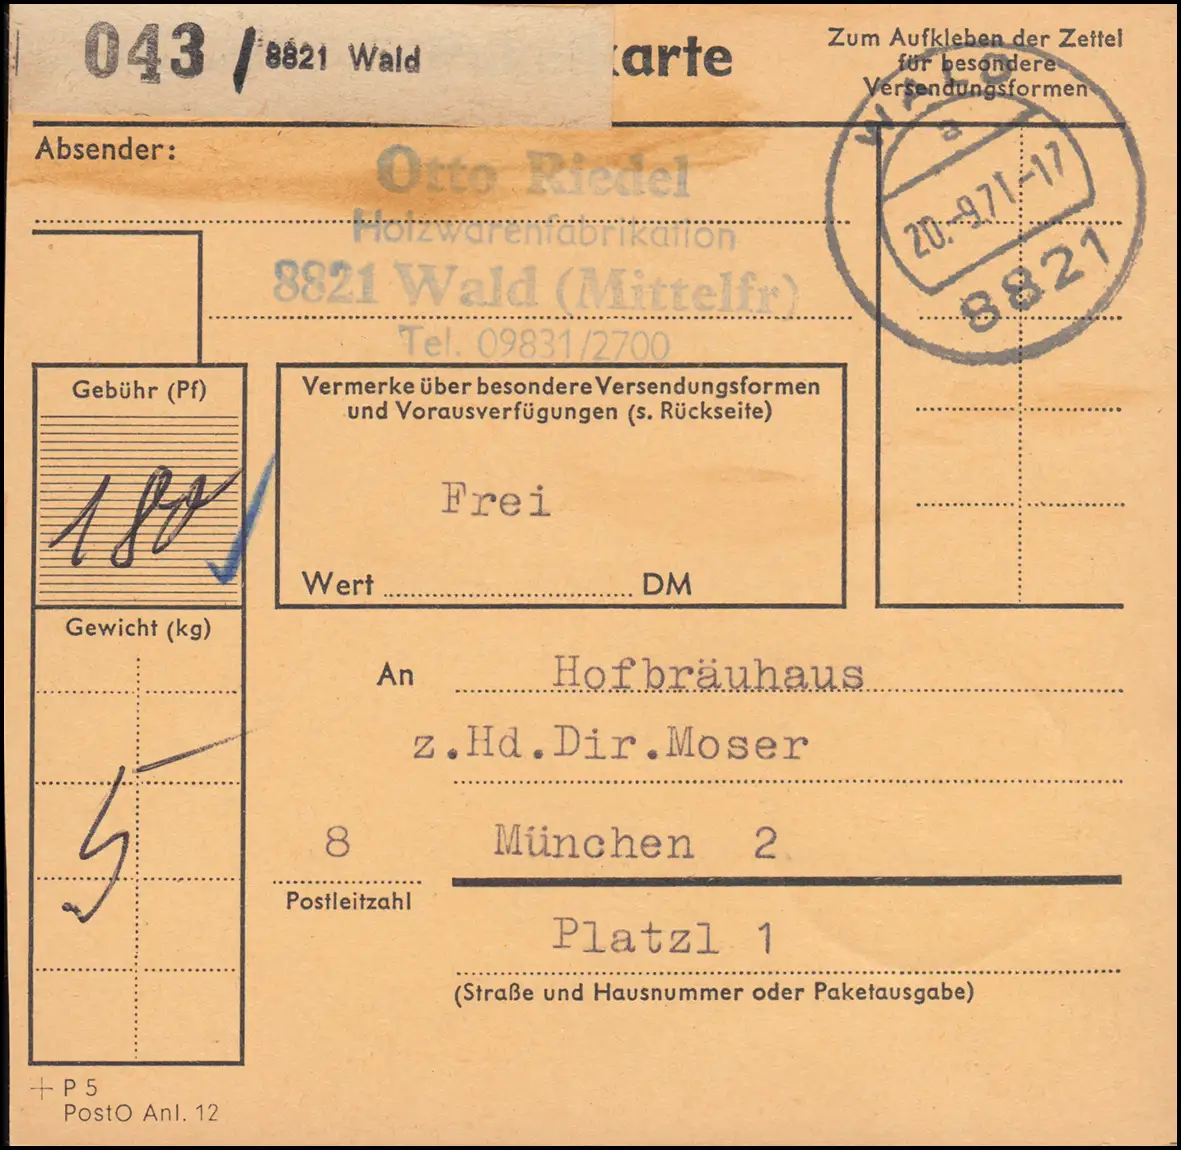 043 / 8821 Wald
karte
Zum Aufkleben der Zettel
für besondere
Versendungsformen
WALD
a
20.-9.71-17
8821
Absender:
Otto Riedel
Holzwarenfabrikation
8821 Wald (Mittelfr)
Tel. 09831/2700
Gebühr (Pf)
180
Vermerke über besondere Versendungsformen
und Vorausverfügungen (s. Rückseite)
Frei
Wert DM
Gewicht (kg)
5
An Hofbräuhaus
z.Hd.Dir.Moser
8 München 2
Postleitzahl
Platzl 1
(Straße und Hausnummer oder Paketausgabe)
P 5
PostO Anl. 12